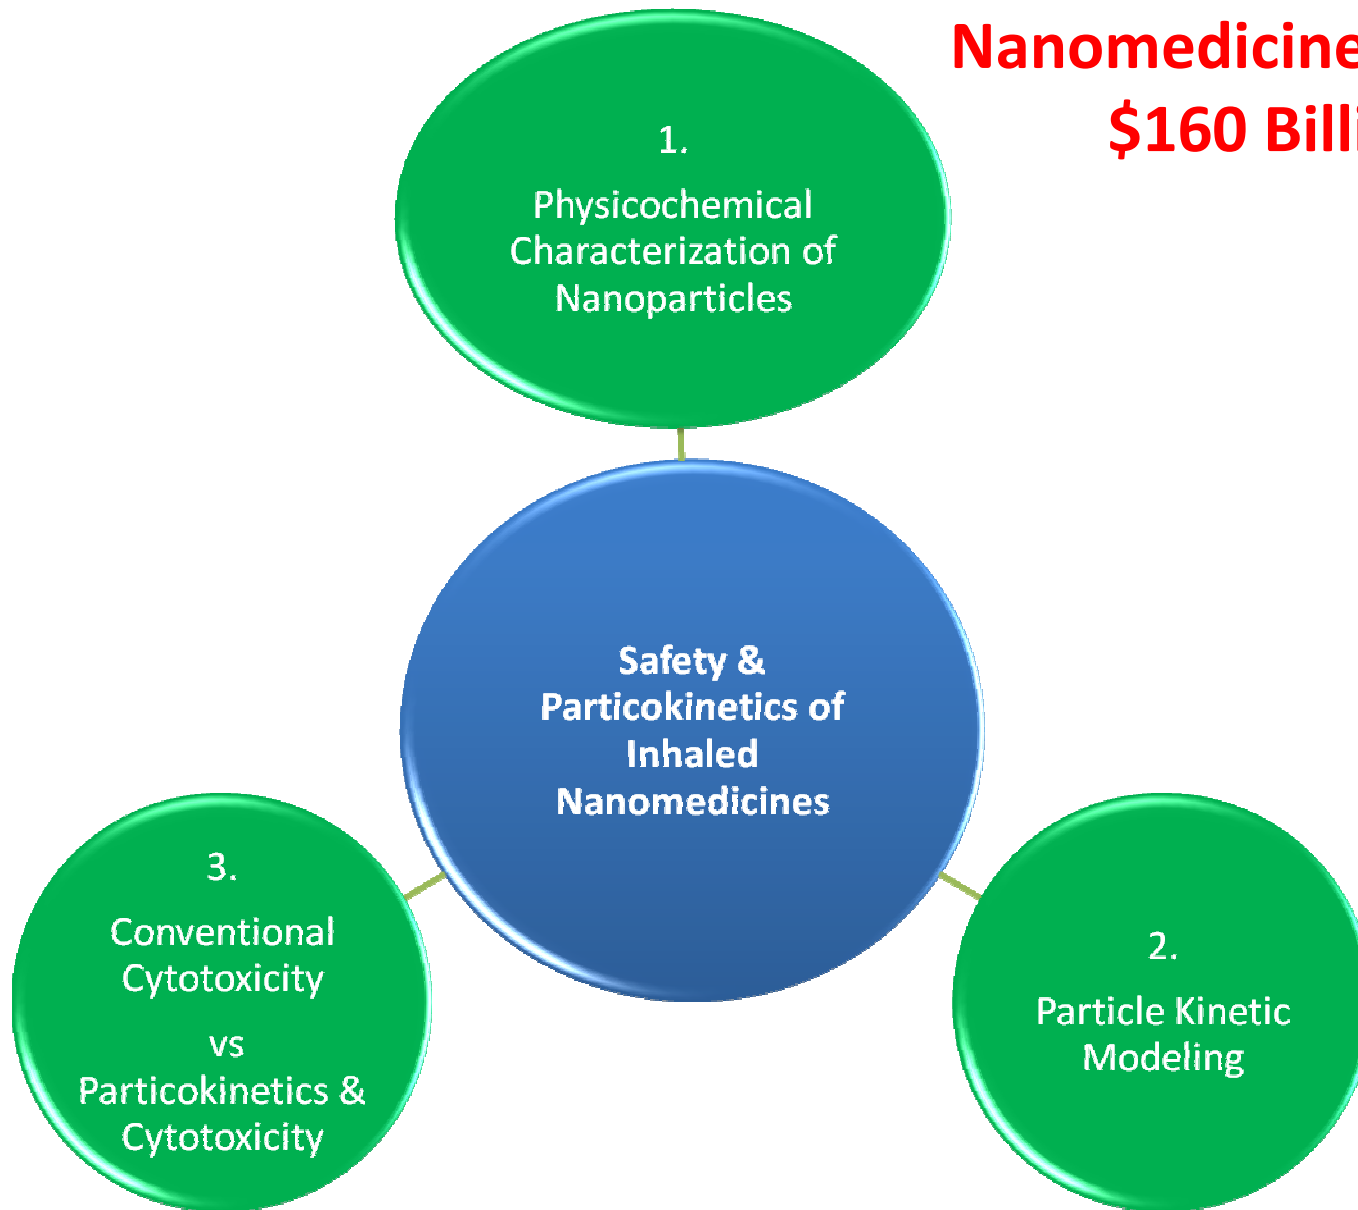 Nanomedicine
$160 Billi
1.
Physicochemical
Characterization of
Nanoparticles
Safety &
Particokinetics of
Inhaled
Nanomedicines
3.
Conventional
Cytotoxicity
vs
Particokinetics &
Cytotoxicity
2.
Particle Kinetic
Modeling